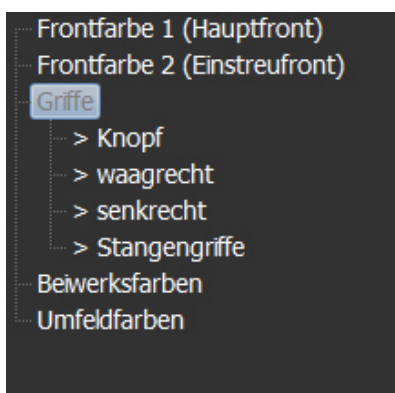 Frontfarbe 1 (Hauptfront)
Frontfarbe 2 (Einstreufront)
Griffe
> Knopf
> waagrecht
> senkrecht
> Stangengriffe
Beiwerksfarben
Umfeldfarben